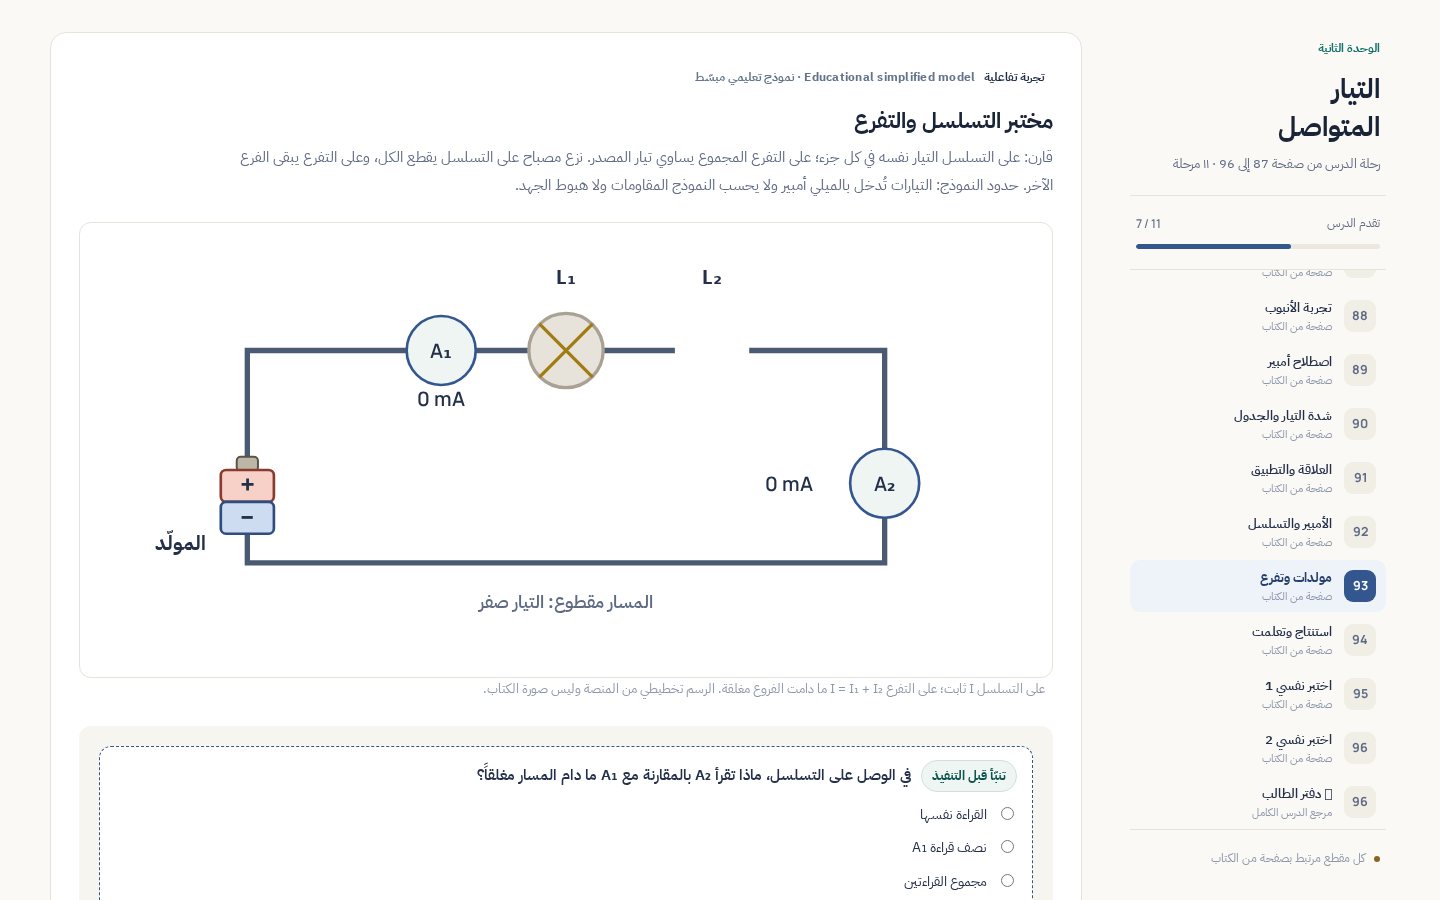 الوحدة الثانية
التيار
المتواصل
رحلة الدرس من صفحة 87 إلى 96 · ١١ مرحلة
تقدم الدرس
7 / 11
صفحة من الكتاب
88
تجربة الأنبوب
صفحة من الكتاب
89
اصطلاح أمبير
صفحة من الكتاب
90
شدة التيار والجدول
صفحة من الكتاب
91
العلاقة والتطبيق
صفحة من الكتاب
92
الأمبير والتسلسل
صفحة من الكتاب
93
مولدات وتفرع
صفحة من الكتاب
94
استنتاج وتعلمت
صفحة من الكتاب
95
اختبر نفسي 1
صفحة من الكتاب
96
اختبر نفسي 2
صفحة من الكتاب
96
دفتر الطالب
مرجع الدرس الكامل
كل مقطع مرتبط بصفحة من الكتاب
تجربة تفاعلية Educational simplified model · نموذج تعليمي مبسّط
مختبر التسلسل والتفرع
قارن: على التسلسل التيار نفسه في كل جزء؛ على التفرع المجموع يساوي تيار المصدر. نزع مصباح على التسلسل يقطع الكل، وعلى التفرع يبقى الفرع
الآخر. حدود النموذج: التيارات تُدخل بالميلي أمبير ولا يحسب النموذج المقاومات ولا هبوط الجهد.
L₁
L₂
A₁
0 mA
A₂
0 mA
+
−
المولّد
المسار مقطوع: التيار صفر
على التسلسل I ثابت؛ على التفرع I = I₁ + I₂ ما دامت الفروع مغلقة. الرسم تخطيطي من المنصة وليس صورة الكتاب.
تنبّأ قبل التنفيذ
في الوصل على التسلسل، ماذا تقرأ A₂ بالمقارنة مع A₁ ما دام المسار مغلقاً؟
القراءة نفسها
نصف قراءة A₁
مجموع القراءتين